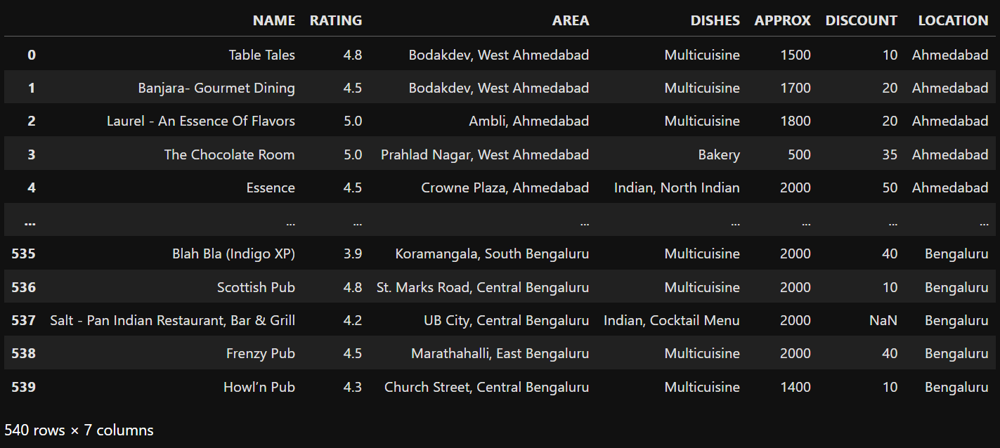 NAME RATING AREA DISHES APPROX DISCOUNT LOCATION
0 Table Tales 4.8 Bodakdev, West Ahmedabad Multicuisine 1500 10 Ahmedabad
1 Banjara- Gourmet Dining 4.5 Bodakdev, West Ahmedabad Multicuisine 1700 20 Ahmedabad
2 Laurel - An Essence Of Flavors 5.0 Ambli, Ahmedabad Multicuisine 1800 20 Ahmedabad
3 The Chocolate Room 5.0 Prahlad Nagar, West Ahmedabad Bakery 500 35 Ahmedabad
4 Essence 4.5 Crowne Plaza, Ahmedabad Indian, North Indian 2000 50 Ahmedabad
... ... ... ... ... ... ... ...
535 Blah Bla (Indigo XP) 3.9 Koramangala, South Bengaluru Multicuisine 2000 40 Bengaluru
536 Scottish Pub 4.8 St. Marks Road, Central Bengaluru Multicuisine 2000 10 Bengaluru
537 Salt - Pan Indian Restaurant, Bar & Grill 4.2 UB City, Central Bengaluru Indian, Cocktail Menu 2000 NaN Bengaluru
538 Frenzy Pub 4.5 Marathahalli, East Bengaluru Multicuisine 2000 40 Bengaluru
539 Howl’n Pub 4.3 Church Street, Central Bengaluru Multicuisine 1400 10 Bengaluru
540 rows × 7 columns